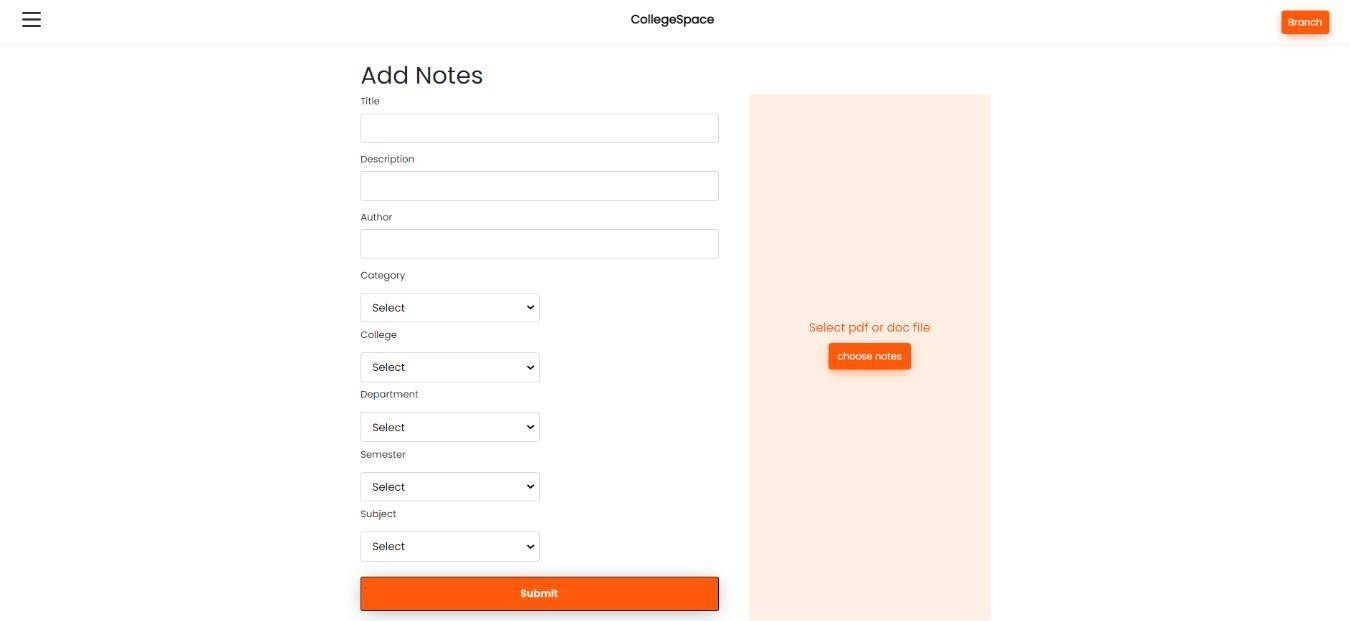 CollegeSpace
Branch
Add Notes
Title
Description
Author
Category
Select
College
Select
Department
Select
Semester
Select
Subject
Select
Submit
Select pdf or doc file
choose notes